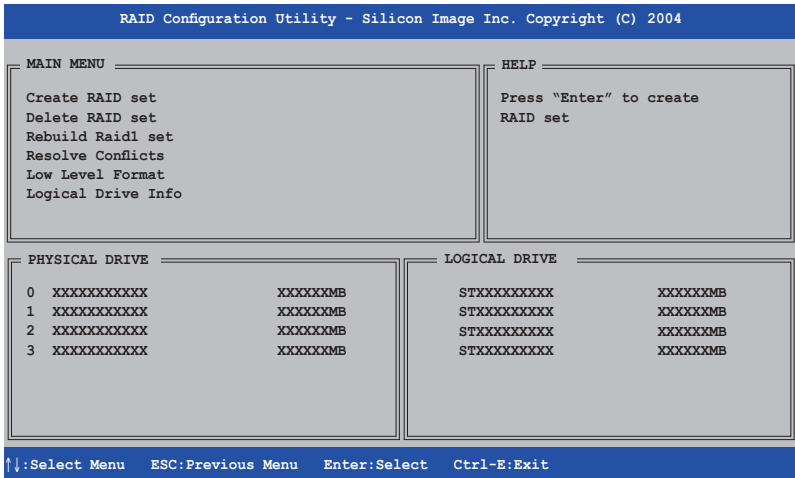 RAID Configuration Utility - Silicon Image Inc. Copyright (C) 2004
MAIN MENU
Create RAID set
Delete RAID set
Rebuild Raid1 set
Resolve Conflicts
Low Level Format
Logical Drive Info
HELP
Press “Enter” to create
RAID set
PHYSICAL DRIVE
0 XXXXXXXXXXX XXXXXXMB
1 XXXXXXXXXXX XXXXXXMB
2 XXXXXXXXXXX XXXXXXMB
3 XXXXXXXXXXX XXXXXXMB
LOGICAL DRIVE
STXXXXXXXXX XXXXXXMB
STXXXXXXXXX XXXXXXMB
STXXXXXXXXX XXXXXXMB
STXXXXXXXXX XXXXXXMB
↑↓:Select Menu ESC:Previous Menu Enter:Select Ctrl-E:Exit